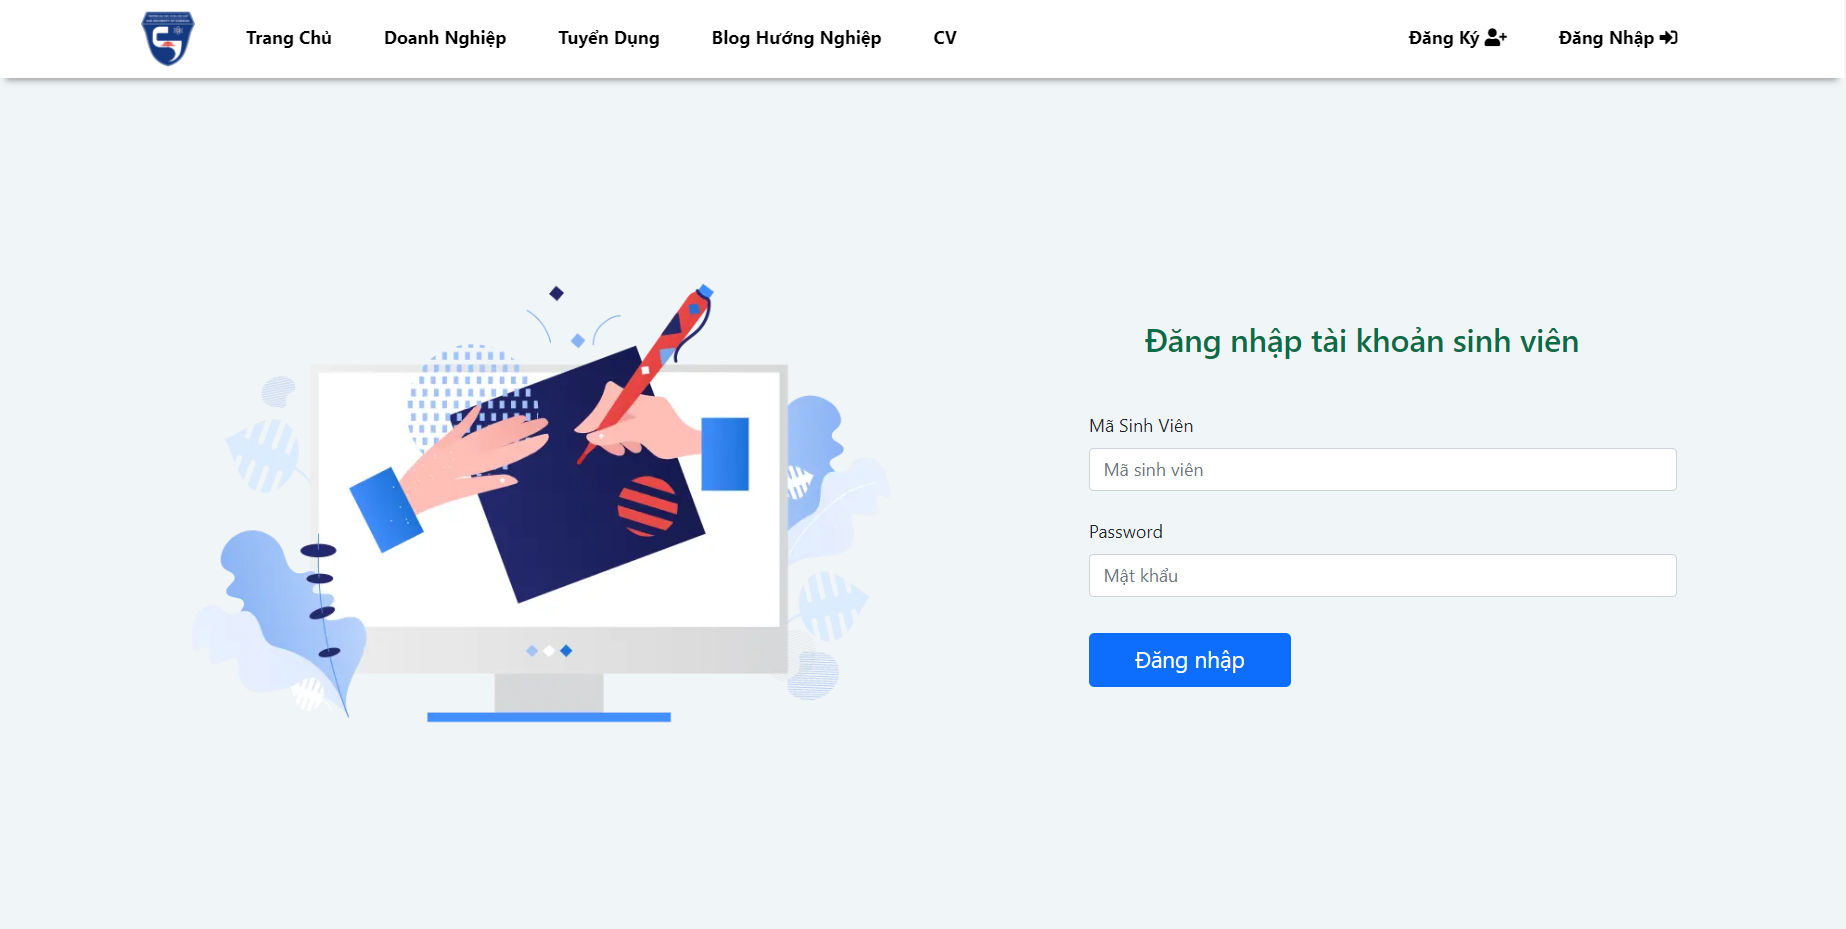 Trang Chủ Doanh Nghiệp Tuyển Dụng Blog Hướng Nghiệp CV Đăng Ký Đăng Nhập
Đăng nhập tài khoản sinh viên
Mã Sinh Viên
Mã sinh viên
Password
Mật khẩu
Đăng nhập